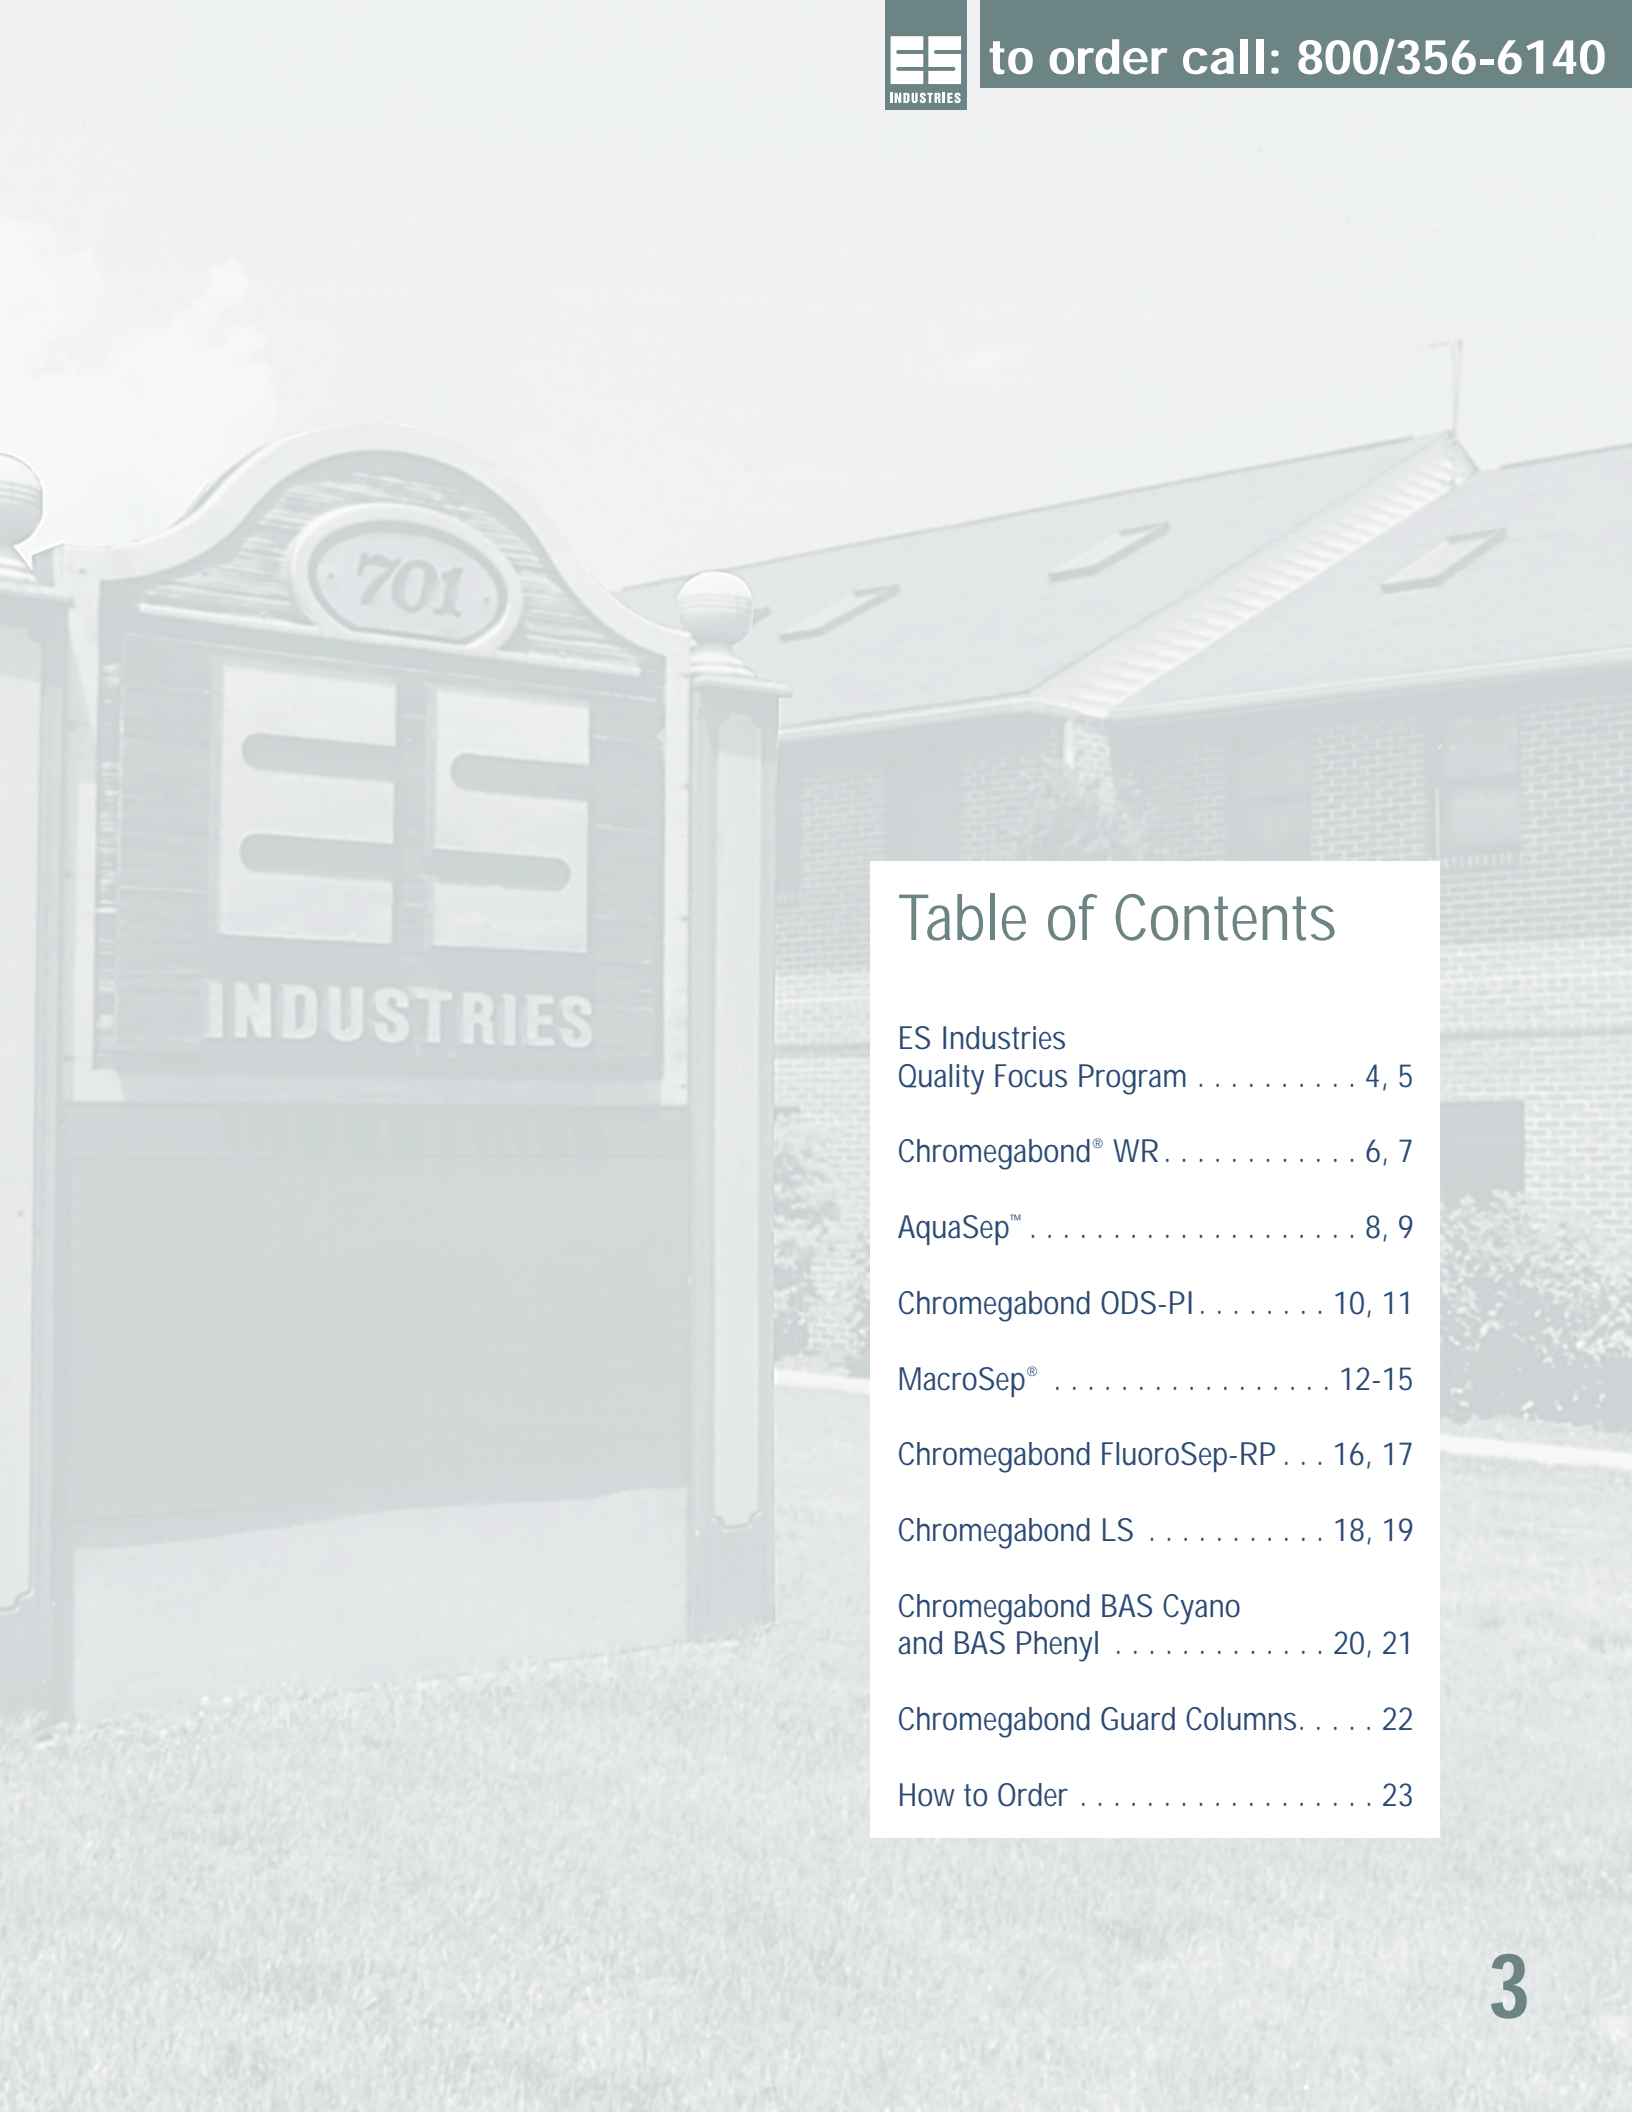 ES
INDUSTRIES
to order call: 800/356-6140
701
ES
INDUSTRIES
Table of Contents
ES Industries
Quality Focus Program . . . . . . . . . . 4, 5
Chromegabond® WR. . . . . . . . . . . . 6, 7
AquaSep™ . . . . . . . . . . . . . . . . . . . . 8, 9
Chromegabond ODS-PI. . . . . . . . 10, 11
MacroSep® . . . . . . . . . . . . . . . . . 12-15
Chromegabond FluoroSep-RP . . . 16, 17
Chromegabond LS . . . . . . . . . . . 18, 19
Chromegabond BAS Cyano
and BAS Phenyl . . . . . . . . . . . . . 20, 21
Chromegabond Guard Columns. . . . . 22
How to Order . . . . . . . . . . . . . . . . . . 23
3